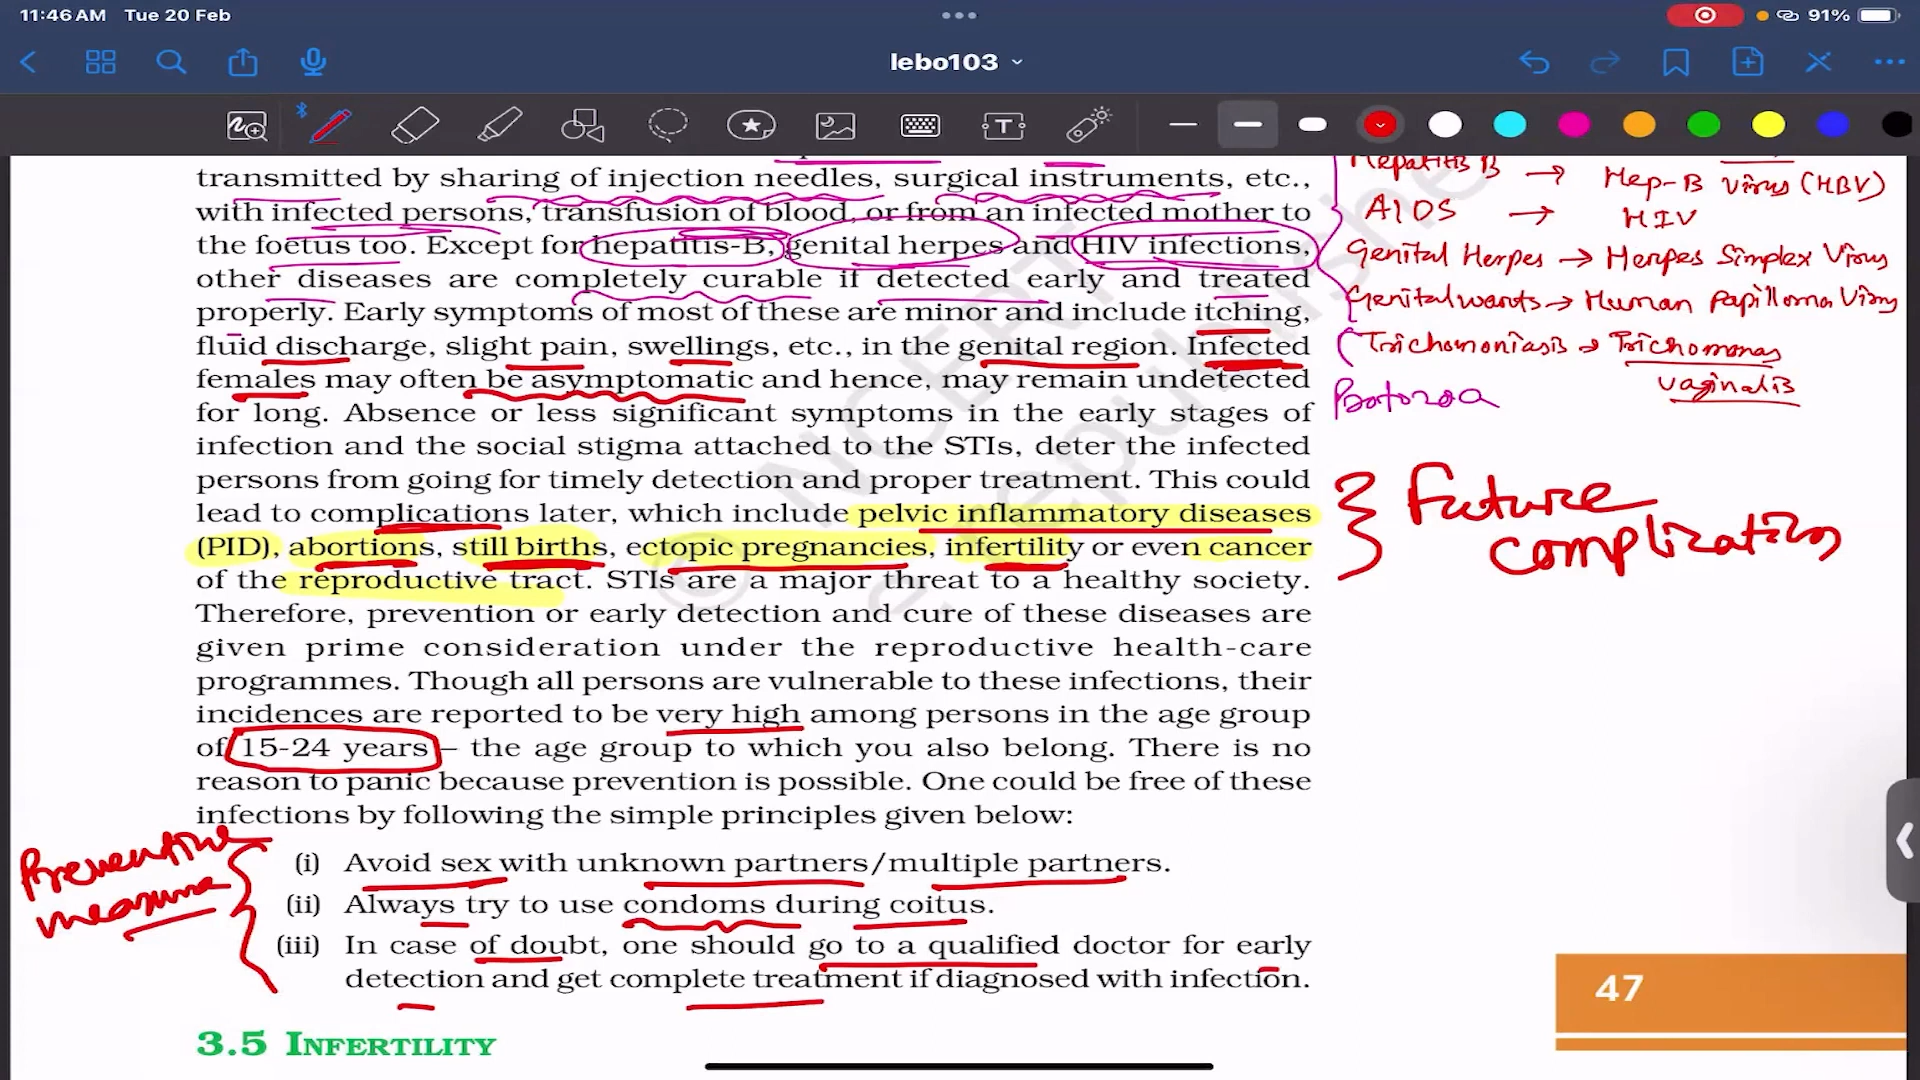 11:46 AM Tue 20 Feb
91%
lebo103
transmitted by sharing of injection needles, surgical instruments, etc.,
with infected persons, transfusion of blood, or from an infected mother to
the foetus too. Except for hepatitis-B, genital herpes and HIV infections,
other diseases are completely curable if detected early and treated
properly. Early symptoms of most of these are minor and include itching,
fluid discharge, slight pain, swellings, etc., in the genital region. Infected
females may often be asymptomatic and hence, may remain undetected
for long. Absence or less significant symptoms in the early stages of
infection and the social stigma attached to the STIs, deter the infected
persons from going for timely detection and proper treatment. This could
lead to complications later, which include pelvic inflammatory diseases
(PID), abortions, still births, ectopic pregnancies, infertility or even cancer
of the reproductive tract. STIs are a major threat to a healthy society.
Therefore, prevention or early detection and cure of these diseases are
given prime consideration under the reproductive health-care
programmes. Though all persons are vulnerable to these infections, their
incidences are reported to be very high among persons in the age group
of 15-24 years – the age group to which you also belong. There is no
reason to panic because prevention is possible. One could be free of these
infections by following the simple principles given below:
(i) Avoid sex with unknown partners/multiple partners.
(ii) Always try to use condoms during coitus.
(iii) In case of doubt, one should go to a qualified doctor for early
detection and get complete treatment if diagnosed with infection.
3.5 INFERTILITY
Hepatitis B → Hep-B Virus (HBV)
AIDS → HIV
Genital Herpes → Herpes Simplex Virus
Genital warts → Human Papilloma Virus
Trichomoniasis → Trichomonas
vaginalis
Future
complication
Preventive
measure
47
© NCERT